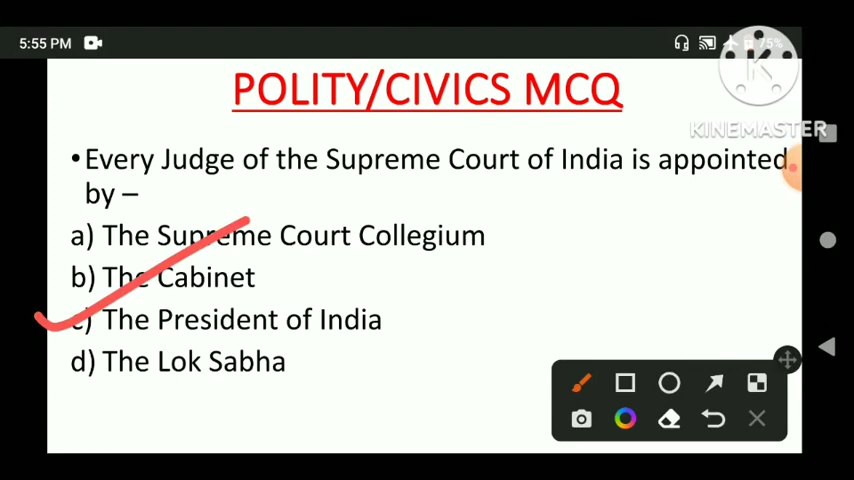 5:55 PM
75%
POLITY/CIVICS MCQ
K
KINEMASTER
•Every Judge of the Supreme Court of India is appointed
by –
a) The Supreme Court Collegium
b) The Cabinet
c) The President of India
d) The Lok Sabha